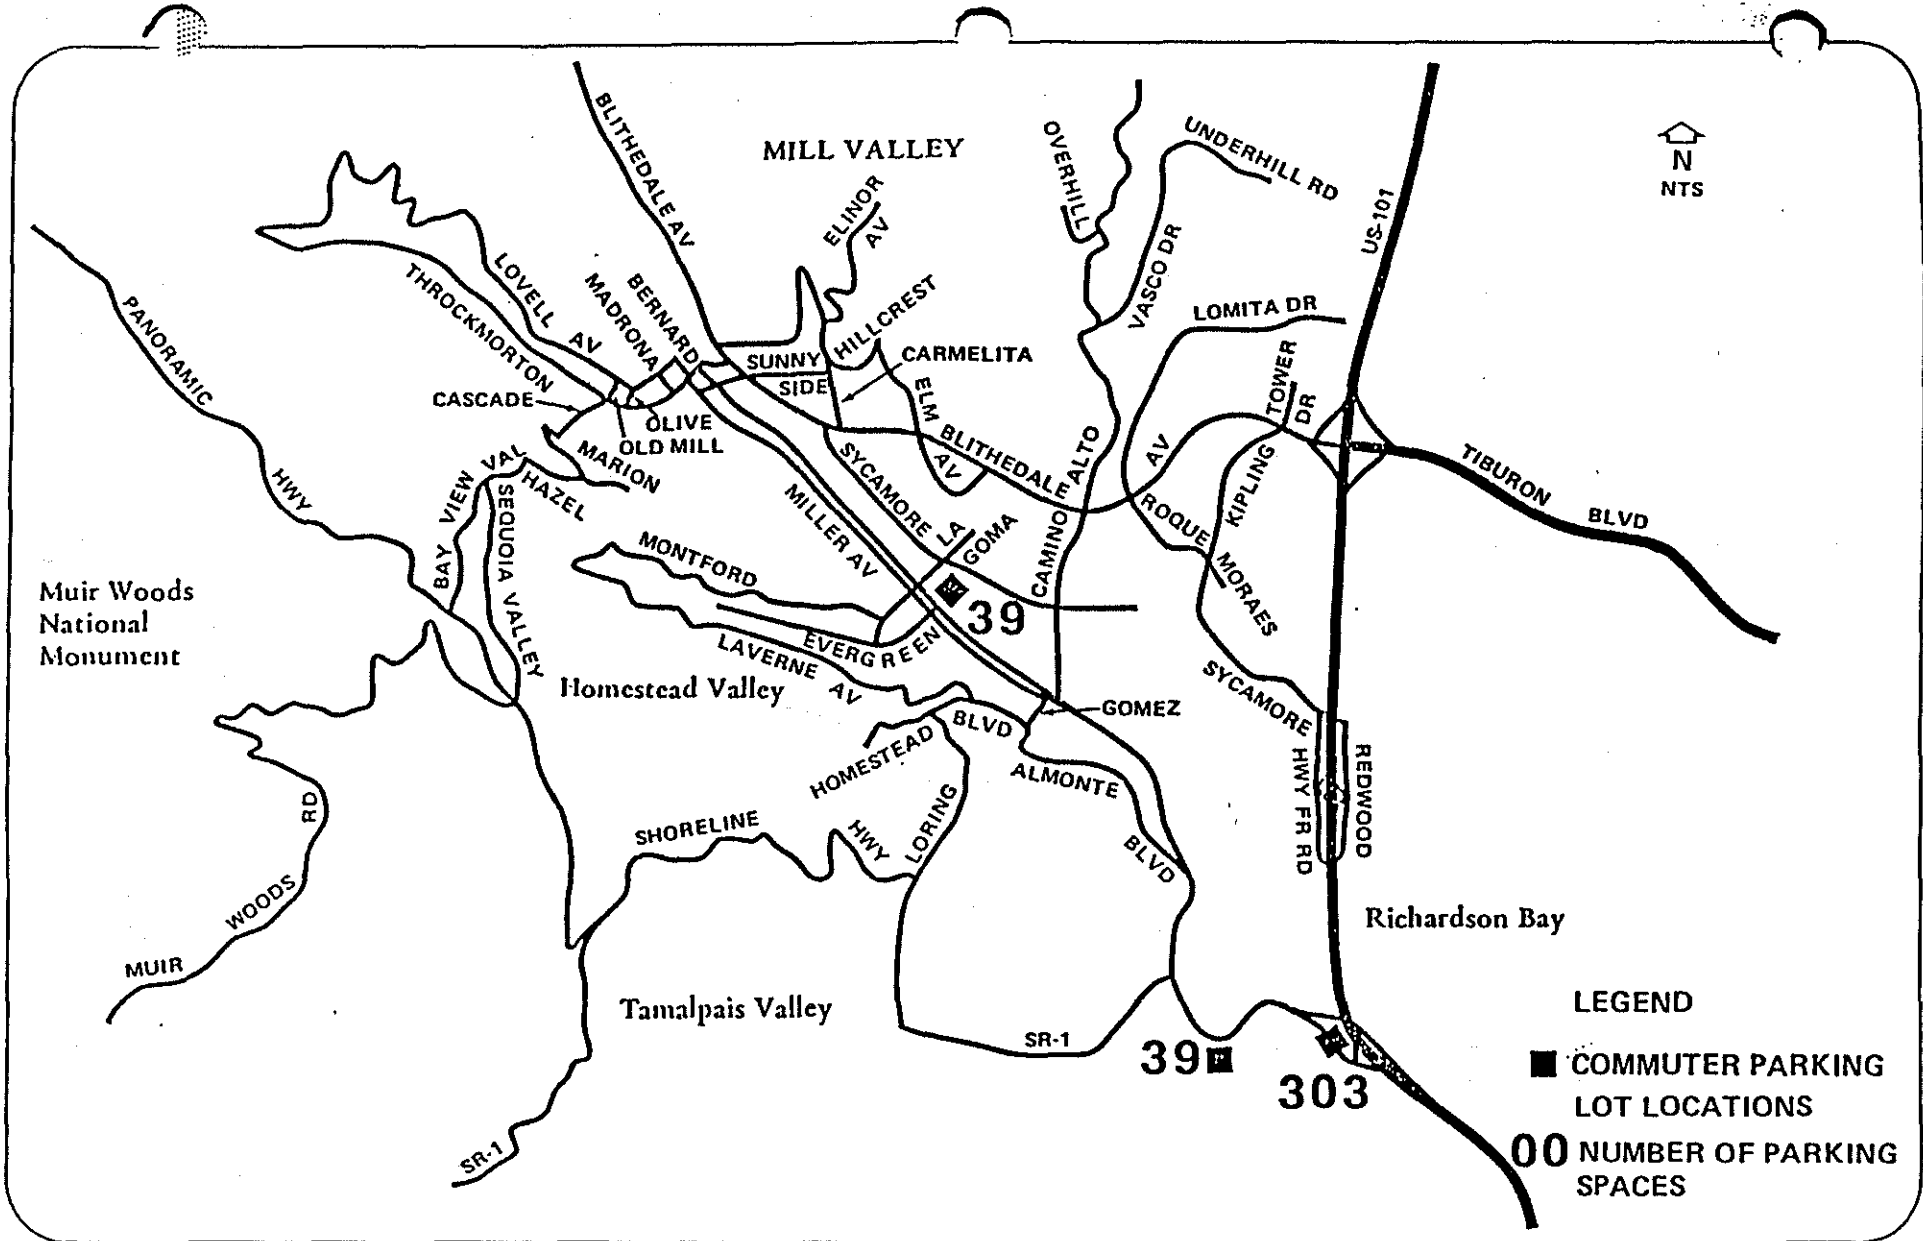 MILL VALLEY
N
NTS
BLITHEDALE AV
OVERHILL
UNDERHILL RD
US-101
ELINOR
AV
VASCO DR
LOMITA DR
PANORAMIC
HWY
THROCKMORTON
LOVELL
AV
MADRONA
BERNARD
SUNNY
SIDE
HILLCREST
CARMELITA
ELM
AV
TOWER
DR
CASCADE
OLIVE
OLD MILL
MARION
HAZEL
VAL
BAY VIEW
SEQUOIA VALLEY
SYCAMORE
BLITHEDALE
AV
CAMINO ALTO
KIPLING
ROQUE
MORAES
TIBURON
BLVD
MILLER AV
LA
GOMA
MONTFORD
39
EVERGREEN
LAVERNE
AV
Muir Woods
National
Monument
Homestead Valley
GOMEZ
SYCAMORE
HOMESTEAD
BLVD
ALMONTE
BLVD
LORING
SHORELINE
HWY
REDWOOD
HWY FR RD
RD
WOODS
MUIR
Richardson Bay
Tamalpais Valley
SR-1
SR-1
39
303
LEGEND
COMMUTER PARKING
LOT LOCATIONS
00 NUMBER OF PARKING
SPACES